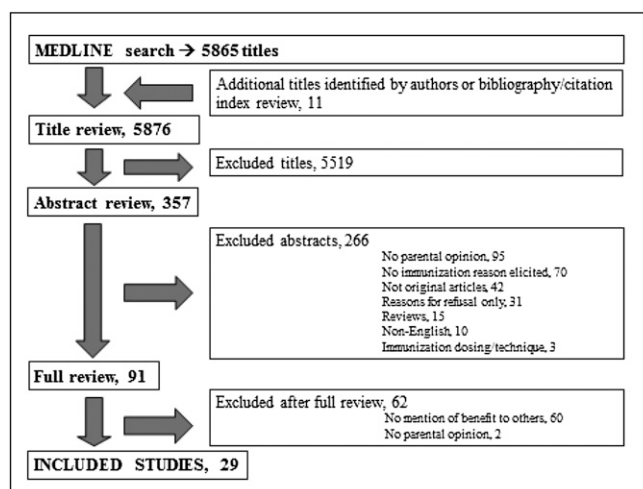 MEDLINE search → 5865 titles
Additional titles identified by authors or bibliography/citation
index review, 11
Title review, 5876
Excluded titles, 5519
Abstract review, 357
Excluded abstracts, 266
No parental opinion, 95
No immunization reason elicited, 70
Not original articles, 42
Reasons for refusal only, 31
Reviews, 15
Non-English, 10
Immunization dosing/technique, 3
Full review, 91
Excluded after full review, 62
No mention of benefit to others, 60
No parental opinion, 2
INCLUDED STUDIES, 29